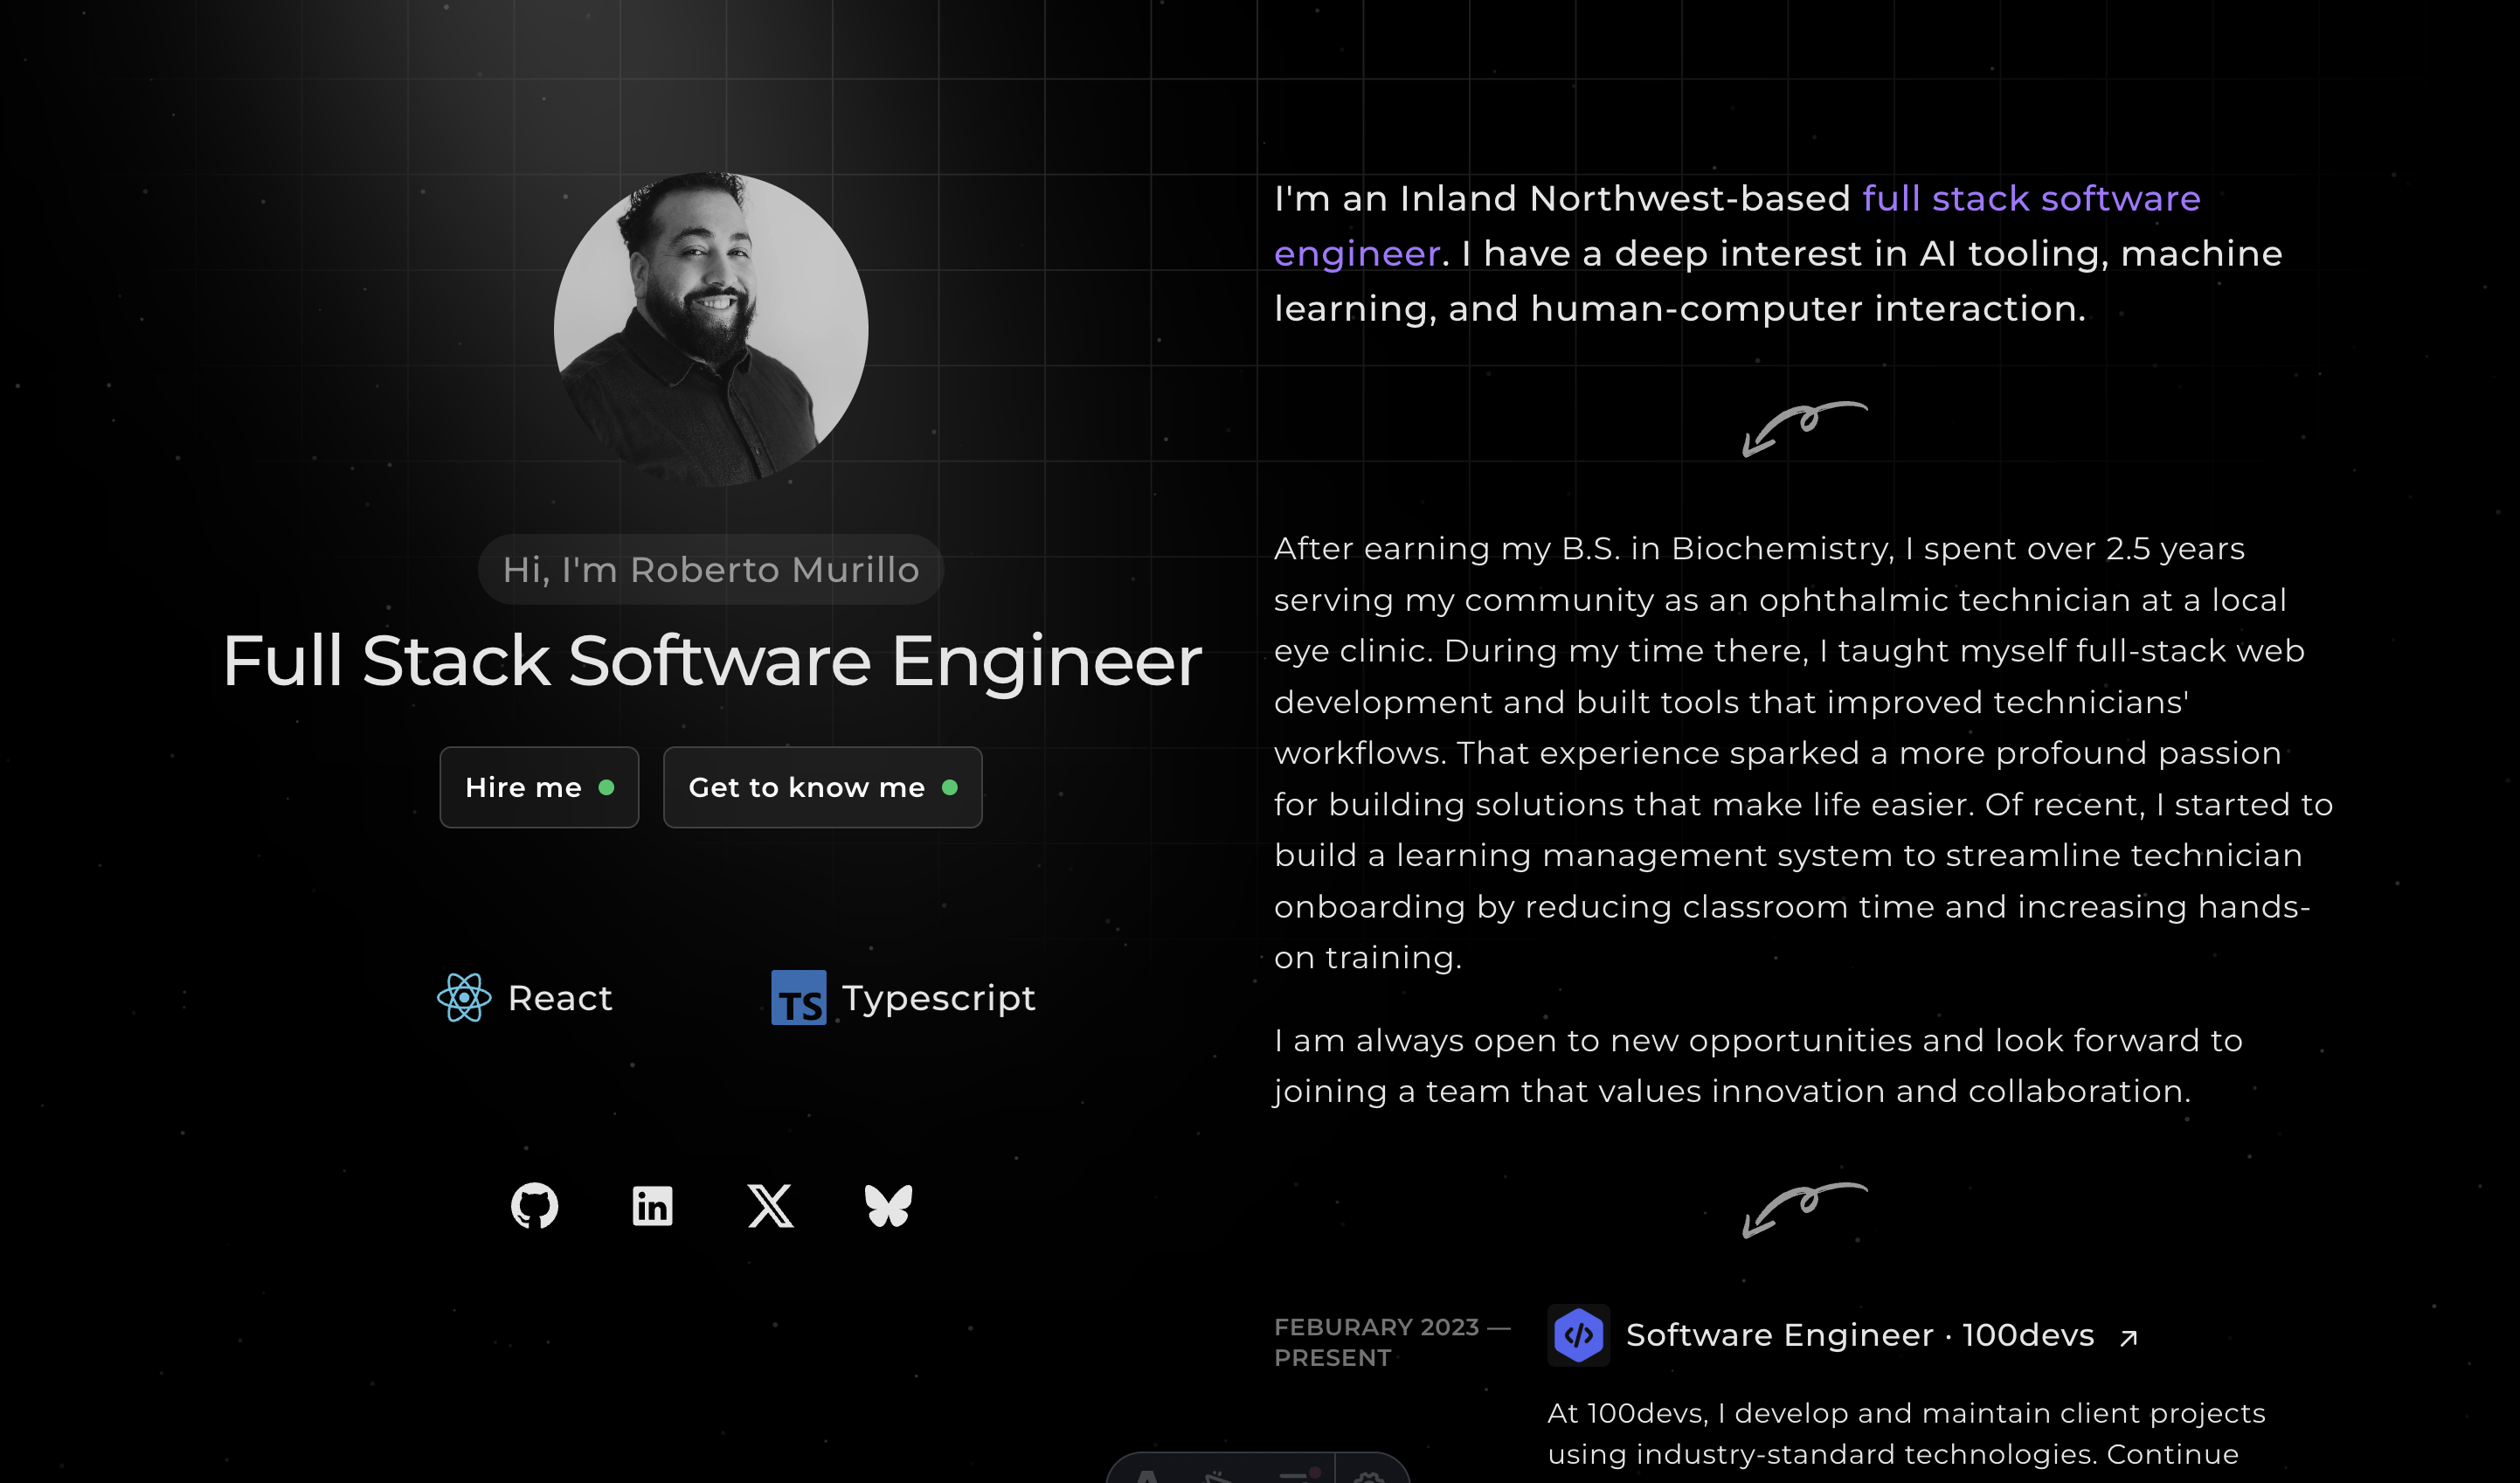 Hi, I'm Roberto Murillo
Full Stack Software Engineer
Hire me
Get to know me
React
TS
Typescript
in
I'm an Inland Northwest-based full stack software
engineer. I have a deep interest in AI tooling, machine
learning, and human-computer interaction.
After earning my B.S. in Biochemistry, I spent over 2.5 years
serving my community as an ophthalmic technician at a local
eye clinic. During my time there, I taught myself full-stack web
development and built tools that improved technicians'
workflows. That experience sparked a more profound passion
for building solutions that make life easier. Of recent, I started to
build a learning management system to streamline technician
onboarding by reducing classroom time and increasing hands-
on training.
I am always open to new opportunities and look forward to
joining a team that values innovation and collaboration.
FEBURARY 2023 —
PRESENT
Software Engineer · 100devs
At 100devs, I develop and maintain client projects
using industry-standard technologies. Continue